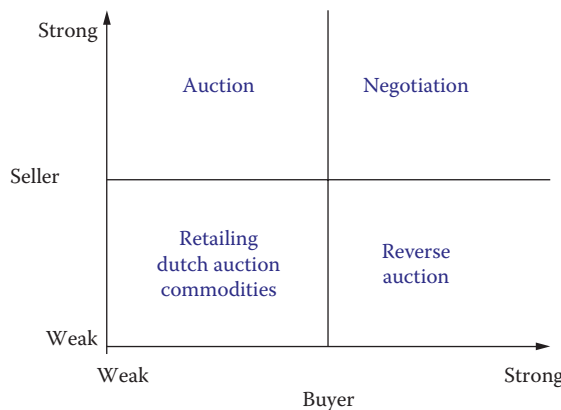 Strong
Auction
Negotiation
Seller
Retailing
dutch auction
commodities
Reverse
auction
Weak
Weak
Strong
Buyer